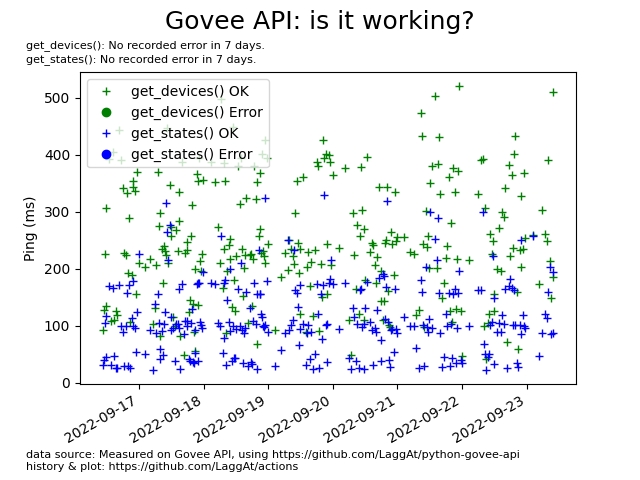 Govee API: is it working?
get_devices(): No recorded error in 7 days.
get_states(): No recorded error in 7 days.
get_devices() OK
get_devices() Error
get_states() OK
get_states() Error
Ping (ms)
500
400
300
200
100
0
2022-09-17
2022-09-18
2022-09-19
2022-09-20
2022-09-21
2022-09-22
2022-09-23
data source: Measured on Govee API, using https://github.com/LaggAt/python-govee-api
history & plot: https://github.com/LaggAt/actions